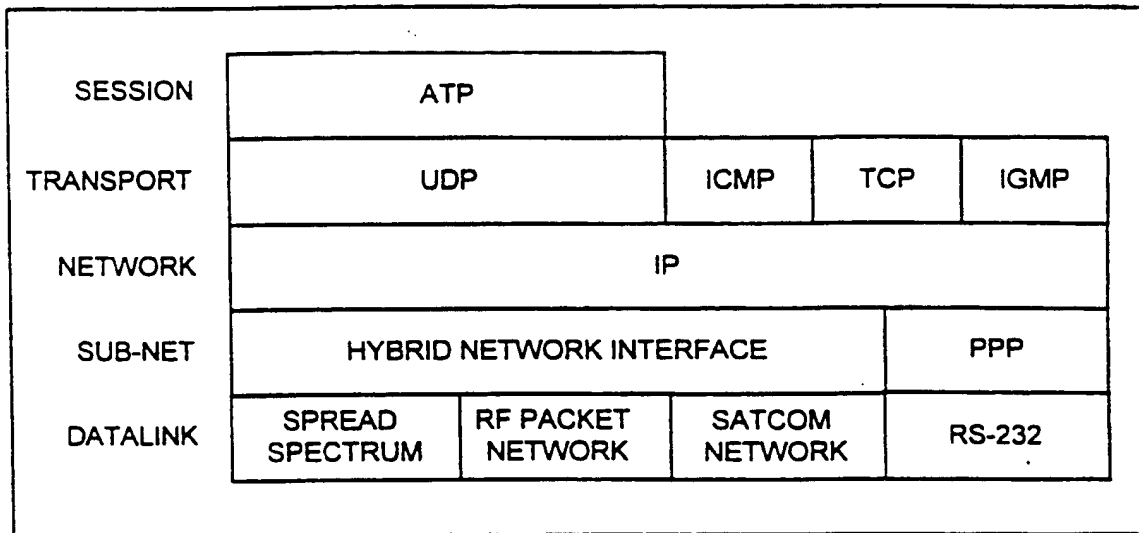 SESSION ATP
TRANSPORT UDP ICMP TCP IGMP
NETWORK IP
SUB-NET HYBRID NETWORK INTERFACE PPP
DATALINK SPREAD SPECTRUM RF PACKET NETWORK SATCOM NETWORK RS-232